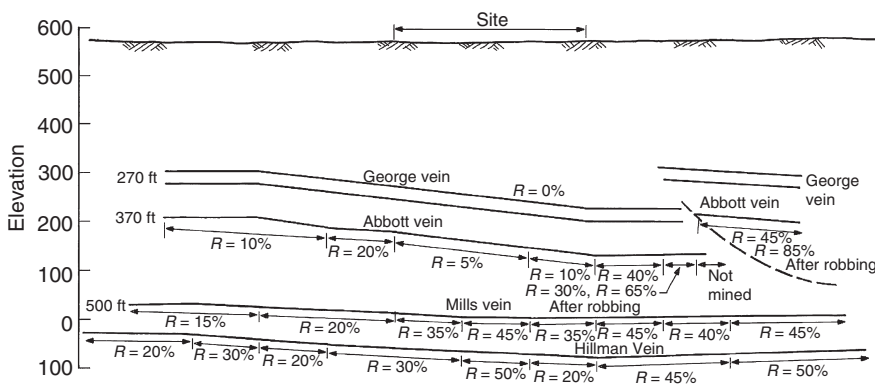 Site
600
500
400
300
200
100
0
100
Elevation
270 ft
George vein
R = 0%
George
vein
370 ft
Abbott vein
Abbott vein
R = 10%
R = 20%
R = 5%
R = 10%
R = 40%
R = 30%, R = 65%
After robbing
Not
mined
R = 45%
R = 85%
After robbing
500 ft
Mills vein
R = 15%
R = 20%
R = 35%
R = 45%
R = 35%
R = 45%
R = 40%
R = 45%
Hillman Vein
R = 20%
R = 30%
R = 20%
R = 30%
R = 50%
R = 20%
R = 45%
R = 50%